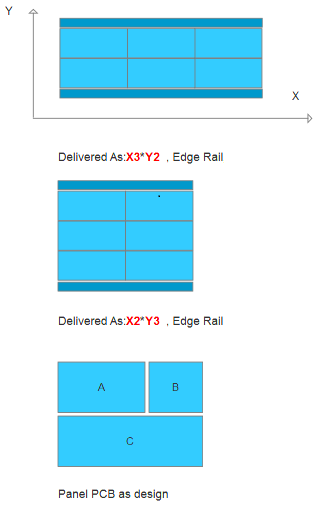 Y
X
Delivered As:X3*Y2 , Edge Rail
Delivered As:X2*Y3 , Edge Rail
A B
C
Panel PCB as design